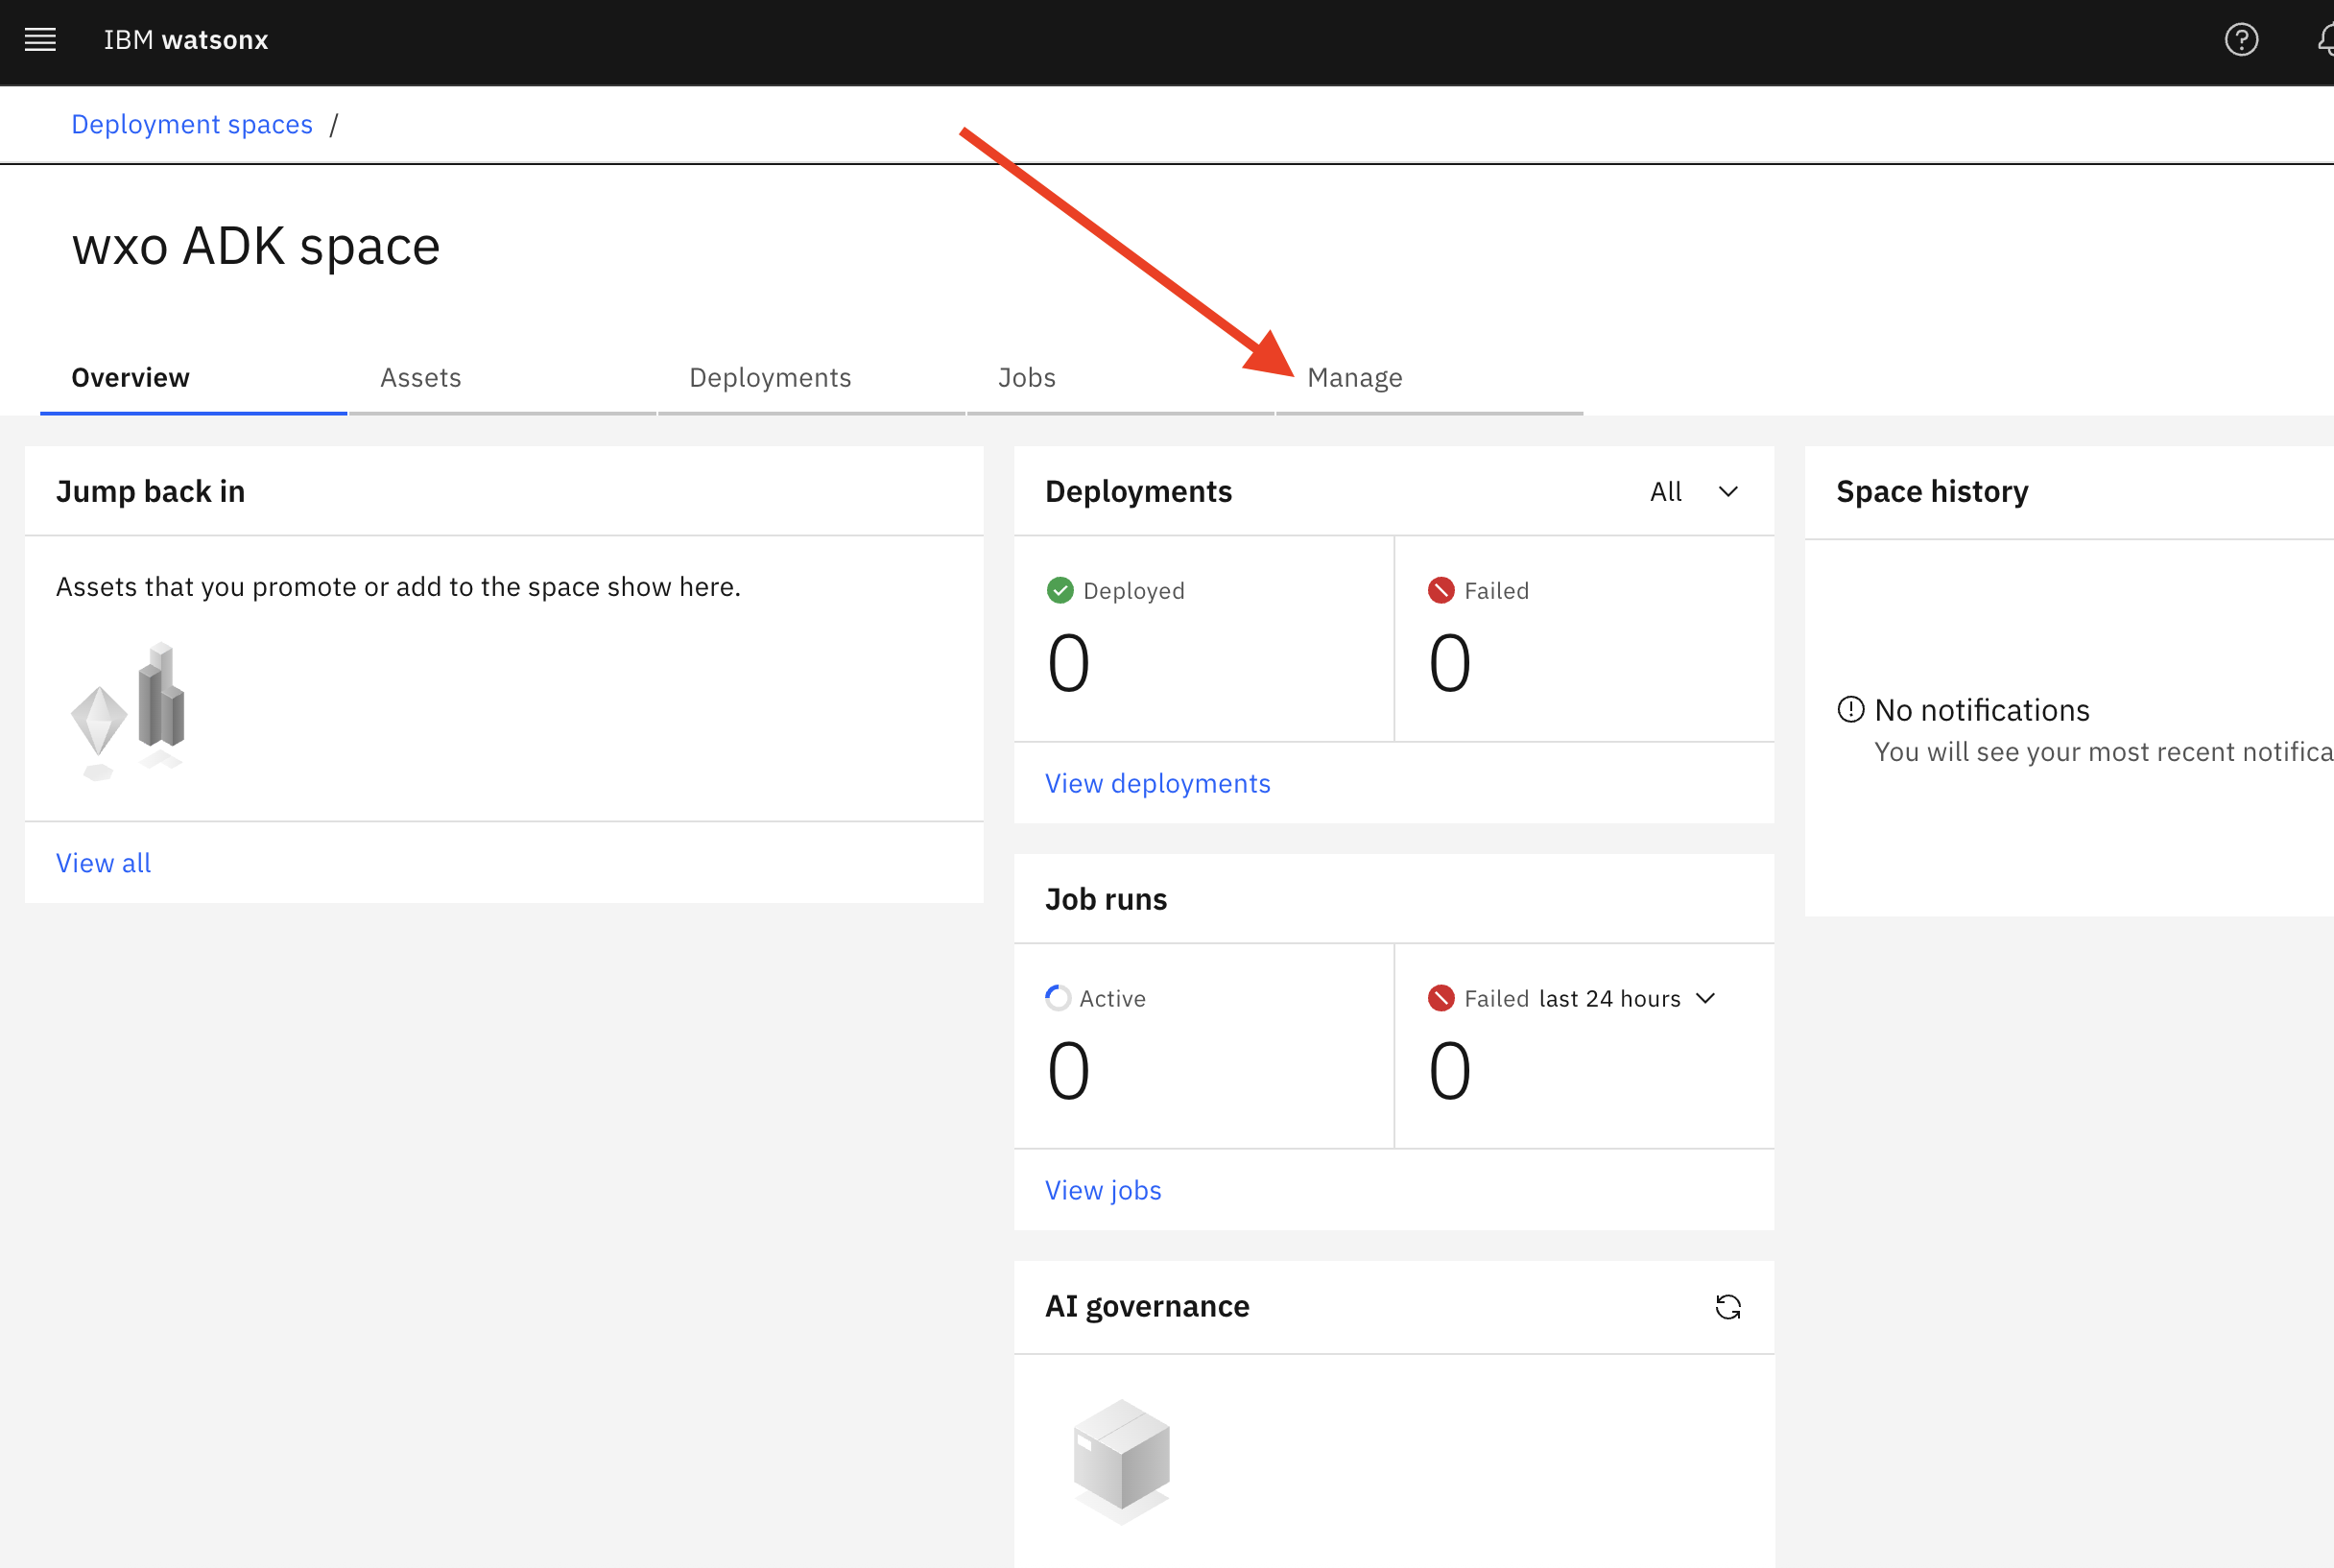 IBM watsonx
Deployment spaces /
wxo ADK space
Overview
Assets
Deployments
Jobs
Manage
Jump back in
Assets that you promote or add to the space show here.
View all
Deployments
All
Deployed
0
Failed
0
View deployments
Job runs
Active
0
Failed last 24 hours
0
View jobs
AI governance
Space history
No notifications
You will see your most recent notifica